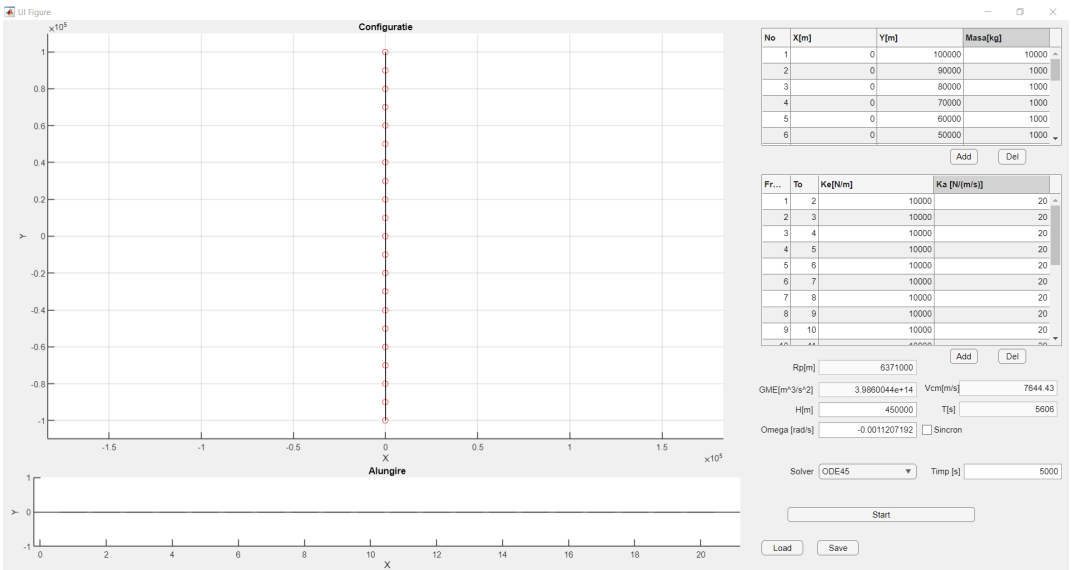 UI Figure
Configuratie
×10^5
1
0.8
0.6
0.4
0.2
0
-0.2
-0.4
-0.6
-0.8
-1
Y
-1.5 -1 -0.5 0 0.5 1 1.5
X
×10^5
Alungire
1
0
-1
Y
0 2 4 6 8 10 12 14 16 18 20
X
No X[m] Y[m] Masa[kg]
1 0 100000 10000
2 0 90000 1000
3 0 80000 1000
4 0 70000 1000
5 0 60000 1000
6 0 50000 1000
Add Del
Fr... To Ke[N/m] Ka [N/(m/s)]
1 2 10000 20
2 3 10000 20
3 4 10000 20
4 5 10000 20
5 6 10000 20
6 7 10000 20
7 8 10000 20
8 9 10000 20
9 10 10000 20
Add Del
Rp[m] 6371000
GME[m^3/s^2] 3.9860044e+14 Vcm[m/s] 7644.43
H[m] 450000 T[s] 5606
Omega [rad/s] -0.0011207192 Sincron
Solver ODE45 Timp [s] 5000
Start
Load Save